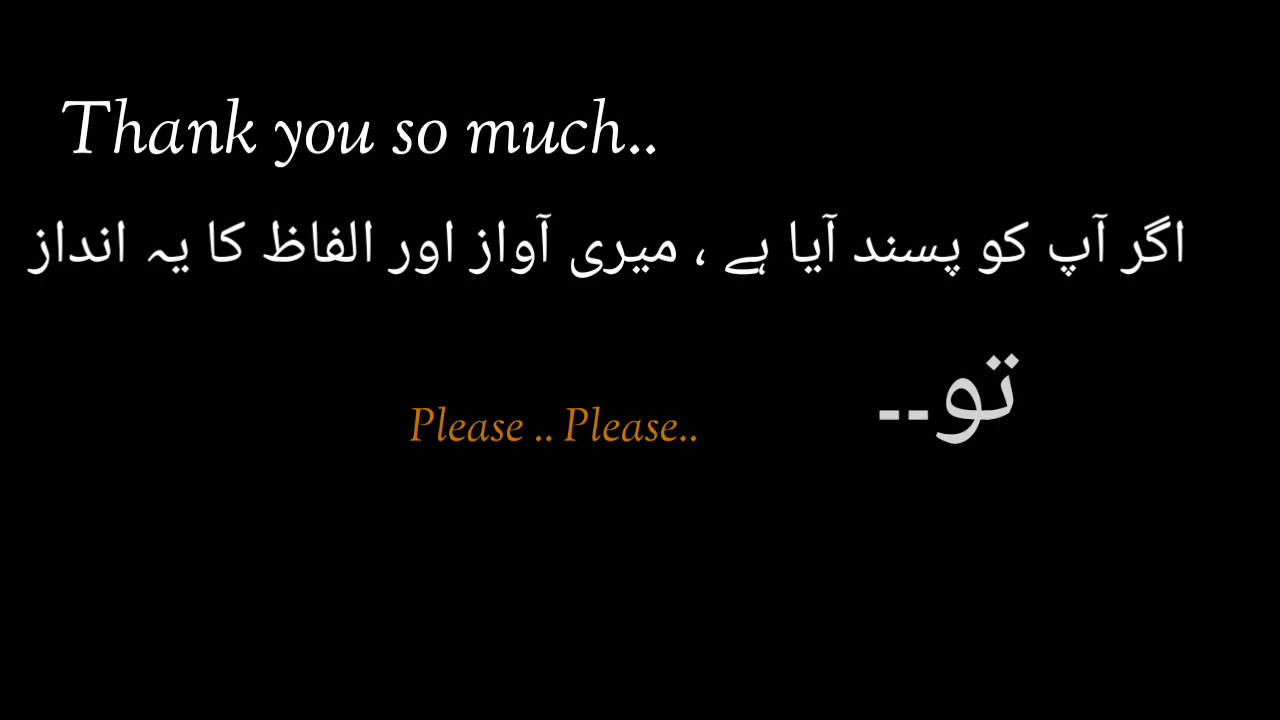 Thank you so much..
اگر آپ کو پسند آیا ہے ، میری آواز اور الفاظ کا یہ انداز
تو--
Please .. Please..